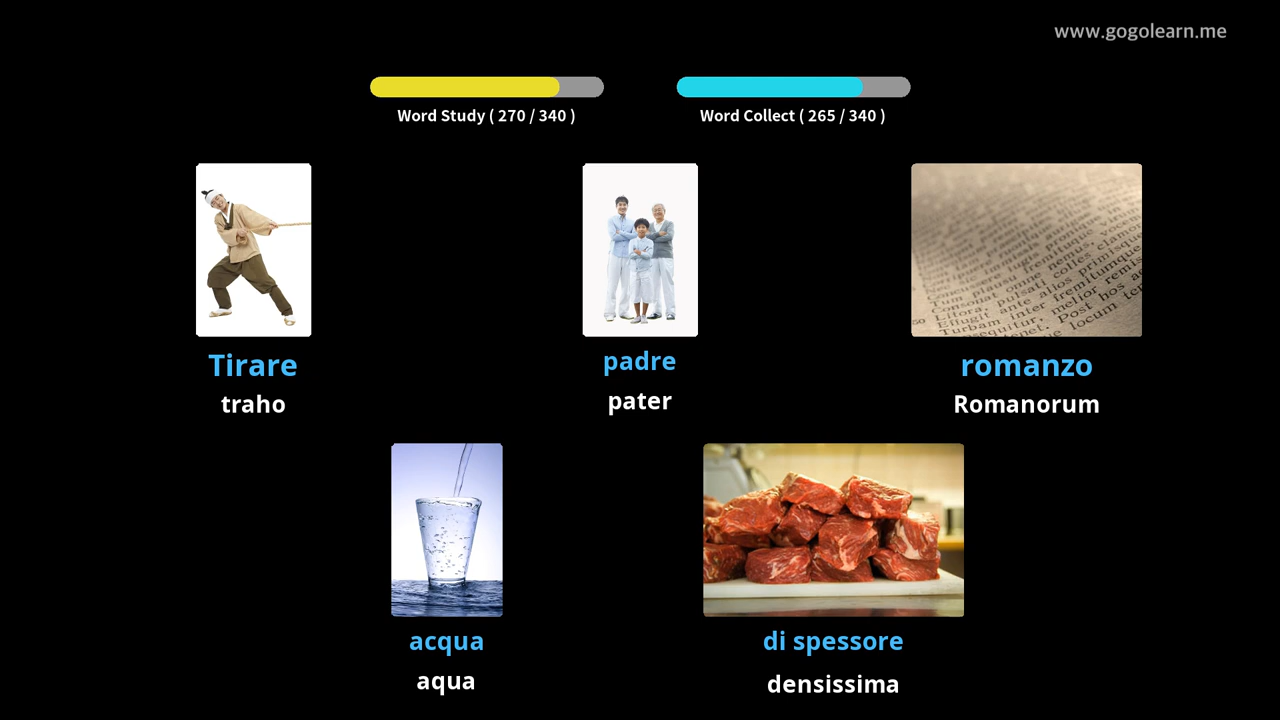 www.gogolearn.me
Word Study ( 270 / 340 )
Word Collect ( 265 / 340 )
Tirare
traho
padre
pater
romanzo
Romanorum
acqua
aqua
di spessore
densissima